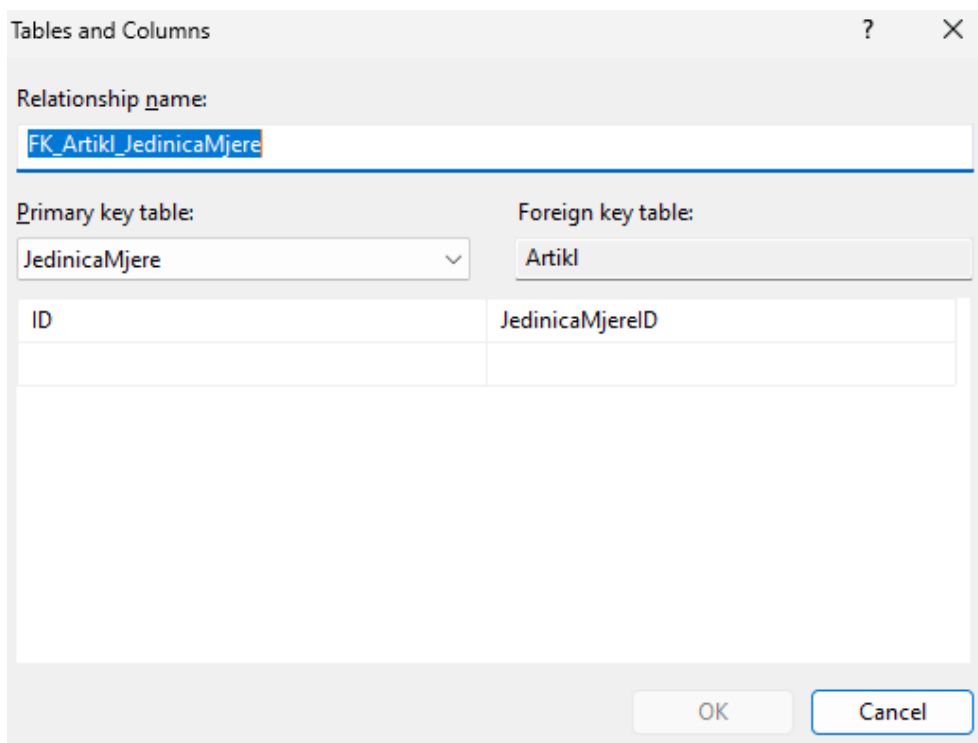 Tables and Columns ? ×
Relationship name:
FK_Artikl_JedinicaMjere
Primary key table: Foreign key table:
JedinicaMjere Artikl
ID JedinicaMjereID
OK Cancel